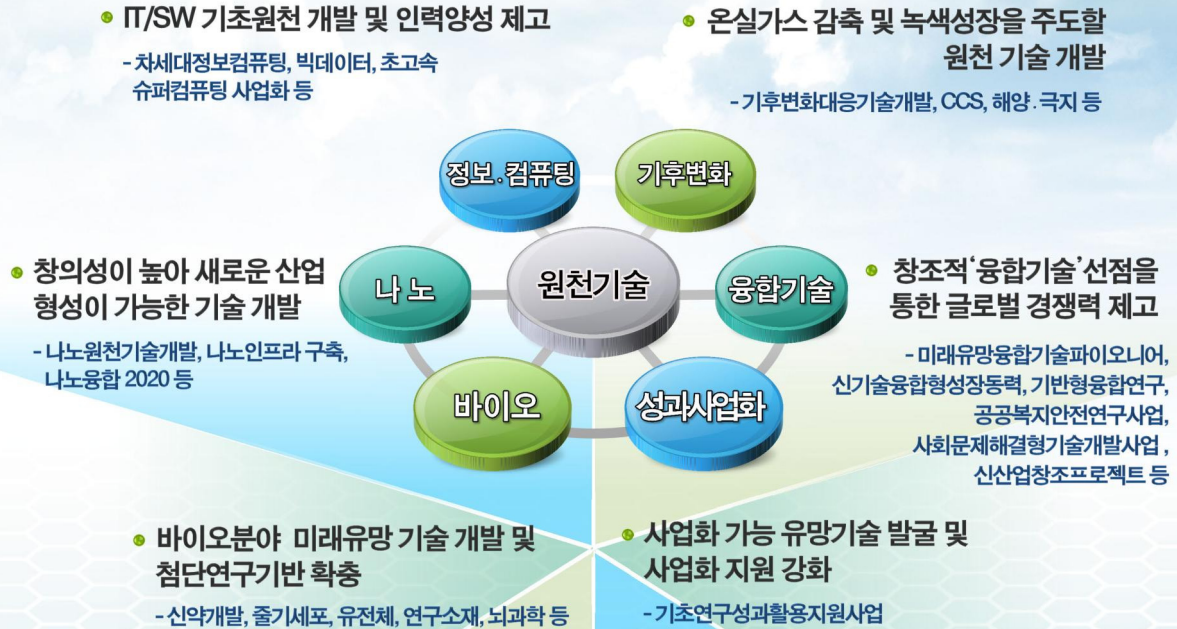 IT/SW 기초원천 개발 및 인력양성 제고
- 차세대정보컴퓨팅, 빅데이터, 초고속
슈퍼컴퓨팅 사업화 등
온실가스 감축 및 녹색성장을 주도할
원천 기술 개발
- 기후변화대응기술개발, CCS, 해양.극지 등
정보.컴퓨팅
기후변화
창의성이 높아 새로운 산업
형성이 가능한 기술 개발
- 나노원천기술개발, 나노인프라 구축,
나노융합 2020 등
나 노
원천기술
융합기술
창조적‘융합기술’선점을
통한 글로벌 경쟁력 제고
- 미래유망융합기술파이오니어,
신기술융합형성장동력, 기반형융합연구,
공공복지안전연구사업,
사회문제해결형기술개발사업 ,
신산업창조프로젝트 등
바이오
성과사업화
바이오분야 미래유망 기술 개발 및
첨단연구기반 확충
- 신약개발, 줄기세포, 유전체, 연구소재, 뇌과학 등
사업화 가능 유망기술 발굴 및
사업화 지원 강화
- 기초연구성과활용지원사업